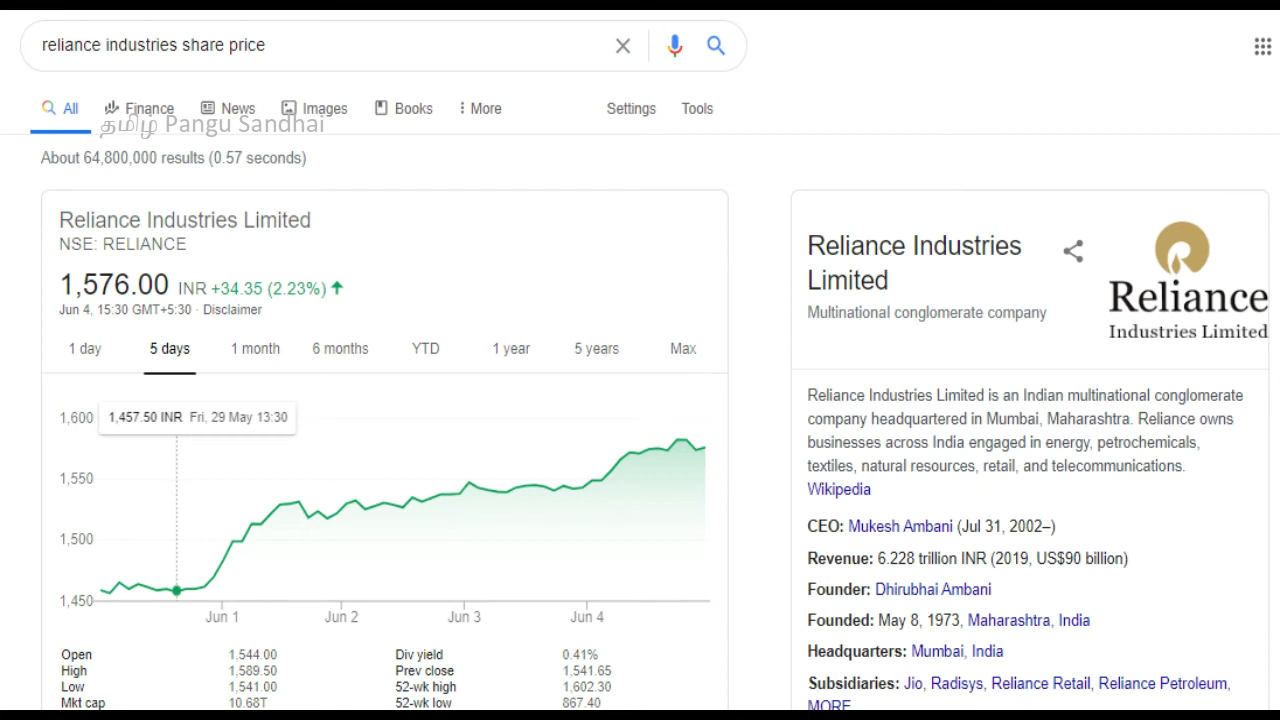 reliance industries share price
All Finance News Images Books More Settings Tools
தமிழ் Pangu Sandhai
About 64,800,000 results (0.57 seconds)
Reliance Industries Limited
NSE: RELIANCE
1,576.00 INR +34.35 (2.23%)
Jun 4, 15:30 GMT+5:30 · Disclaimer
1 day 5 days 1 month 6 months YTD 1 year 5 years Max
1,600
1,457.50 INR Fri, 29 May 13:30
1,550
1,500
1,450
Jun 1 Jun 2 Jun 3 Jun 4
Open 1,544.00 Div yield 0.41%
High 1,589.50 Prev close 1,541.65
Low 1,541.00 52-wk high 1,602.30
Mkt cap 10.68T 52-wk low 867.40
Reliance Industries
Limited
Multinational conglomerate company
Reliance
Industries Limited
Reliance Industries Limited is an Indian multinational conglomerate
company headquartered in Mumbai, Maharashtra. Reliance owns
businesses across India engaged in energy, petrochemicals,
textiles, natural resources, retail, and telecommunications.
Wikipedia
CEO: Mukesh Ambani (Jul 31, 2002–)
Revenue: 6.228 trillion INR (2019, US$90 billion)
Founder: Dhirubhai Ambani
Founded: May 8, 1973, Maharashtra, India
Headquarters: Mumbai, India
Subsidiaries: Jio, Radisys, Reliance Retail, Reliance Petroleum,
MORE